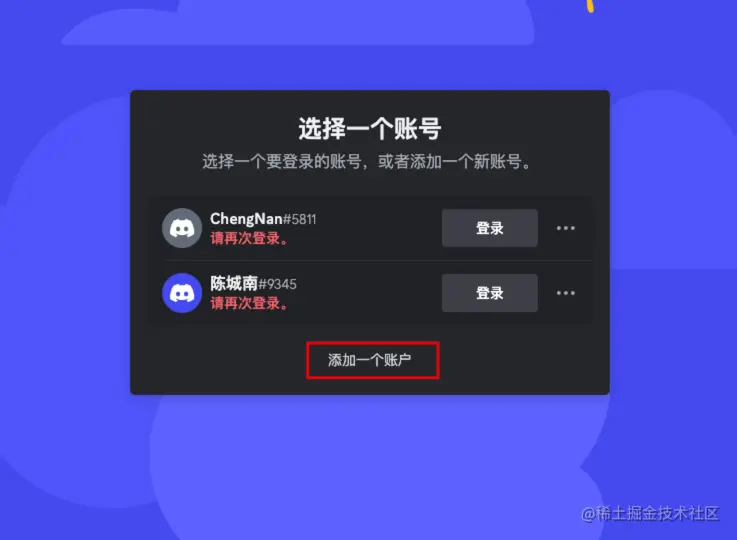 选择一个账号
选择一个要登录的账号，或者添加一个新账号。
ChengNan#5811
请再次登录。
登录
陈城南#9345
请再次登录。
登录
添加一个账户
@稀土掘金技术社区